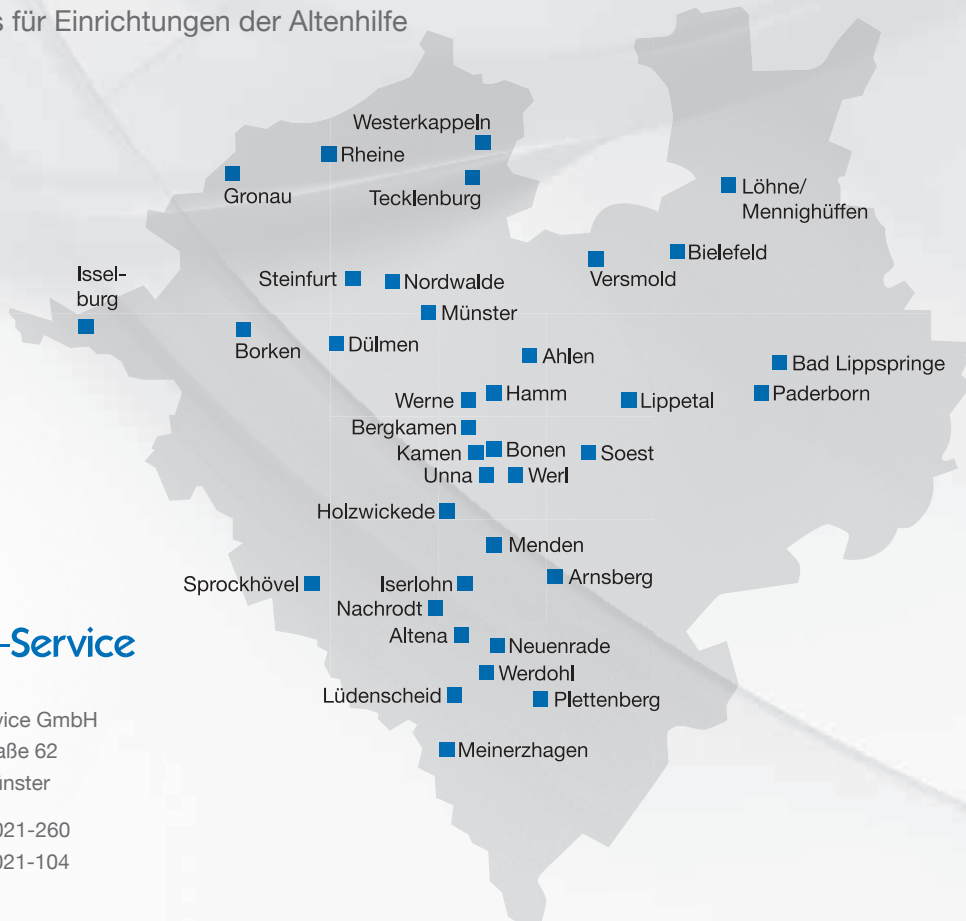 für Einrichtungen der Altenhilfe
Westerkappeln
Rheine
Gronau
Tecklenburg
Löhne/
Mennighüffen
Bielefeld
Versmold
Issel-
burg
Steinfurt
Nordwalde
Münster
Borken
Dülmen
Ahlen
Bad Lippspringe
Paderborn
Werne
Hamm
Lippetal
Bergkamen
Kamen
Bonen
Soest
Unna
Werl
Holzwickede
Menden
Sprockhövel
Iserlohn
Arnsberg
Nachrodt
Altena
Neuenrade
Werdohl
Lüdenscheid
Plettenberg
Meinerzhagen
-Service
vice GmbH
aße 62
ünster
021-260
021-104